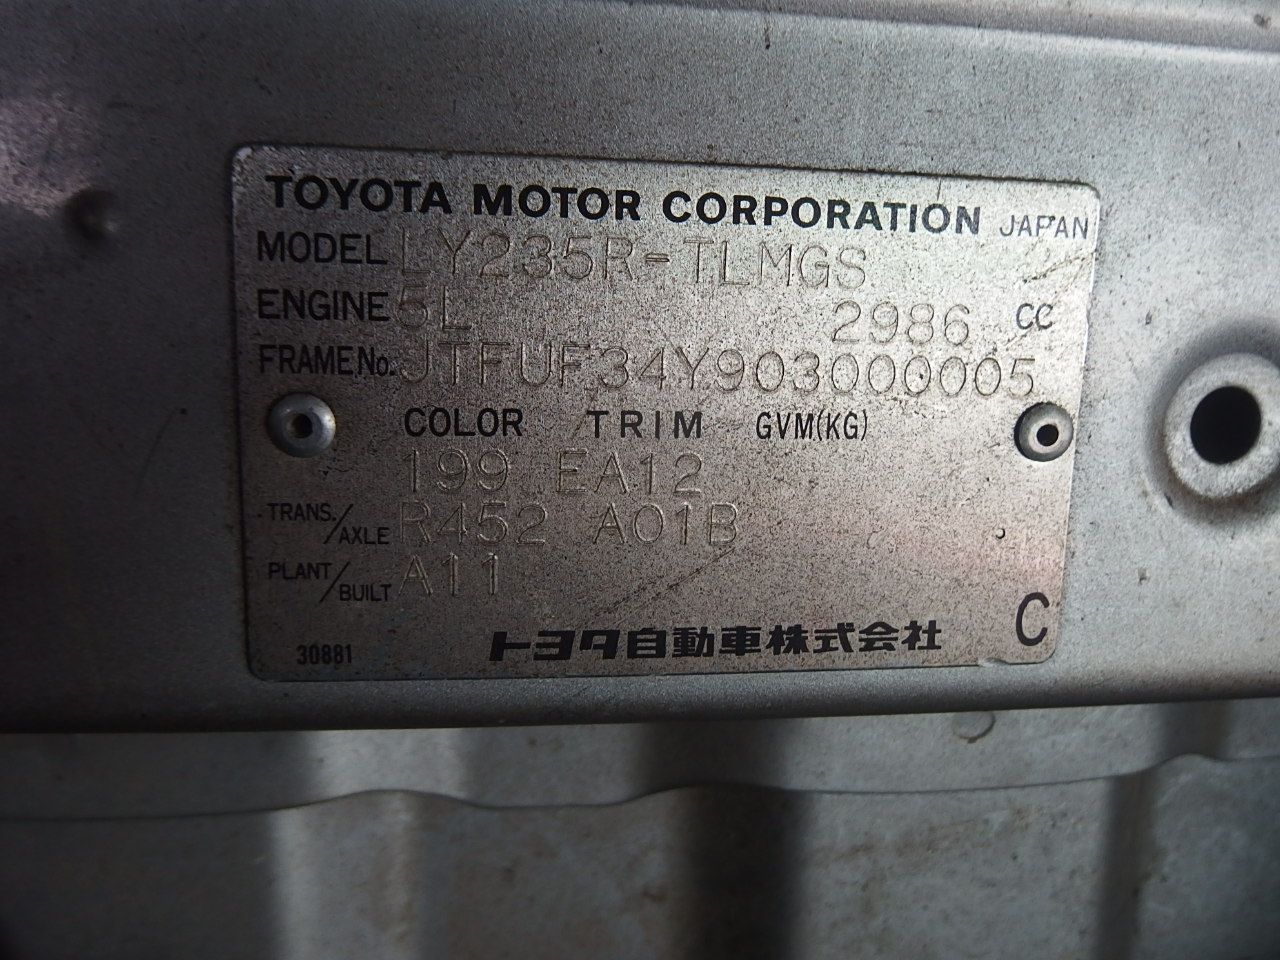 TOYOTA MOTOR CORPORATION JAPAN
MODEL LY235R-TLMGS
ENGINE 5L 2986 CC
FRAME No. JTFUF34Y903000005
COLOR TRIM GVM(KG)
199 EA12
TRANS./AXLE R452 A01B
PLANT/BUILT A11
30881 トヨタ自動車株式会社 C